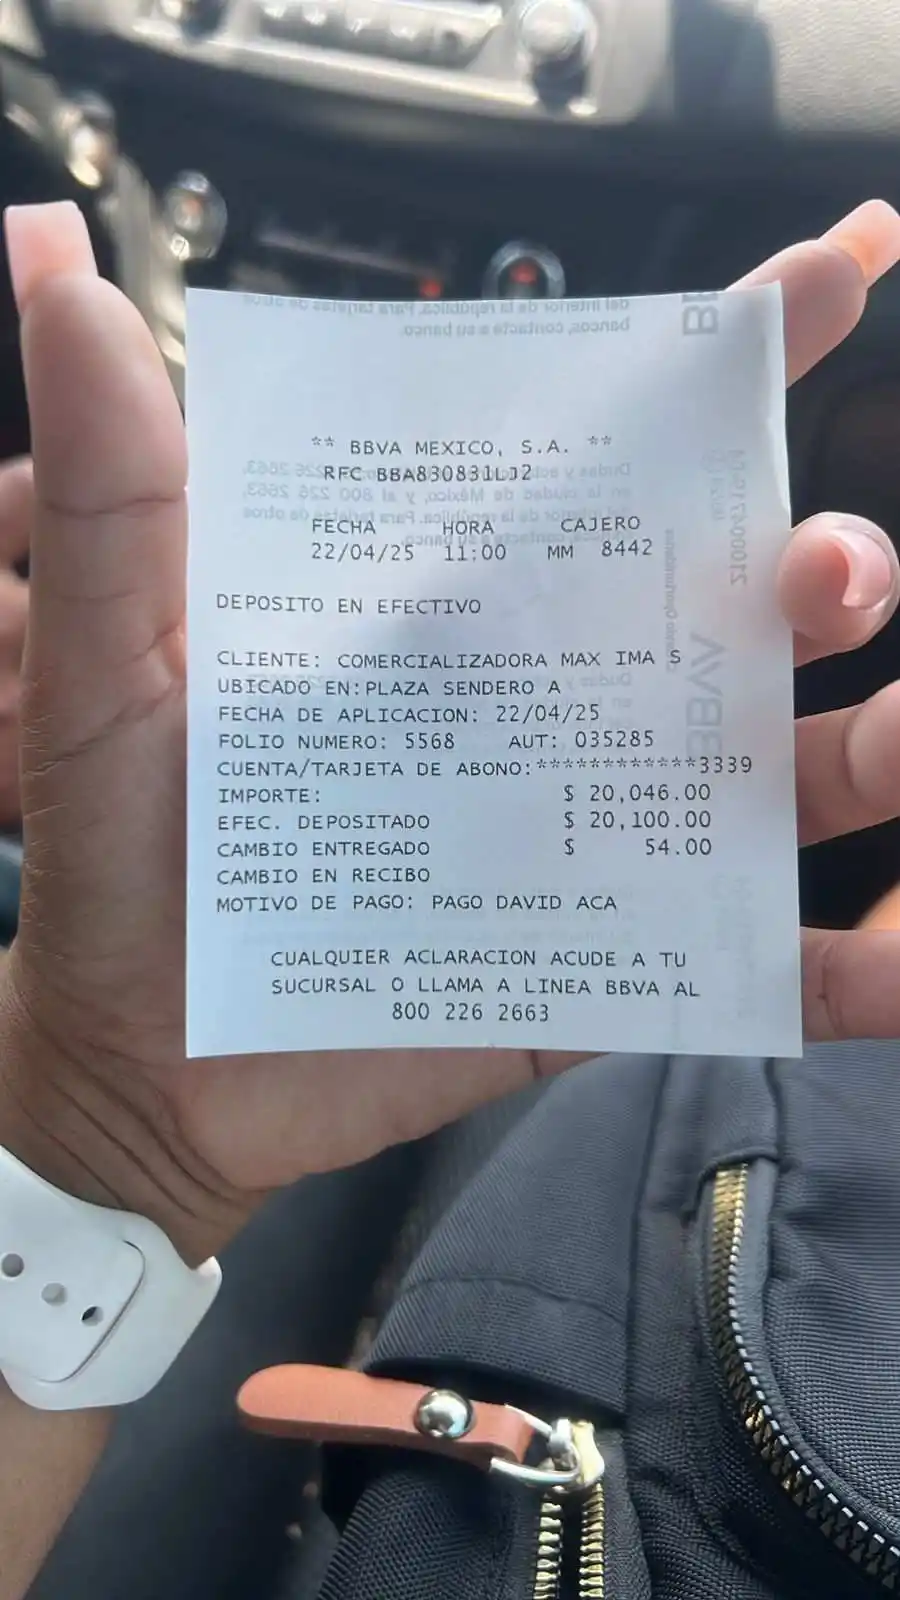 ** BBVA MEXICO, S.A. **
RFC BBA830831LJ2
FECHA HORA CAJERO
22/04/25 11:00 MM 8442
DEPOSITO EN EFECTIVO
CLIENTE: COMERCIALIZADORA MAX IMA S
UBICADO EN:PLAZA SENDERO A
FECHA DE APLICACION: 22/04/25
FOLIO NUMERO: 5568 AUT: 035285
CUENTA/TARJETA DE ABONO:************3339
IMPORTE: $ 20,046.00
EFEC. DEPOSITADO $ 20,100.00
CAMBIO ENTREGADO $ 54.00
CAMBIO EN RECIBO
MOTIVO DE PAGO: PAGO DAVID ACA
CUALQUIER ACLARACION ACUDE A TU
SUCURSAL O LLAMA A LINEA BBVA AL
800 226 2663